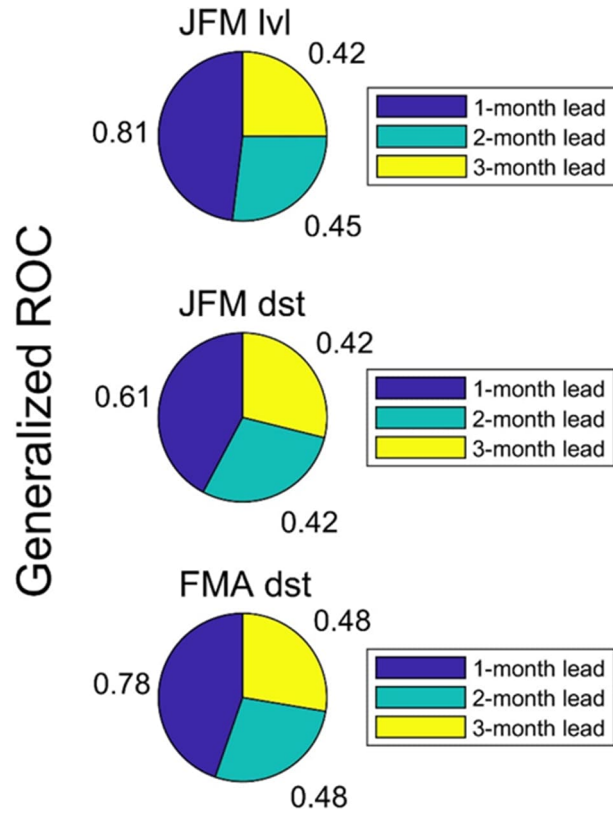 Generalized ROC
JFM lvl
0.42
0.81
0.45
1-month lead
2-month lead
3-month lead
JFM dst
0.42
0.61
0.42
1-month lead
2-month lead
3-month lead
FMA dst
0.48
0.78
0.48
1-month lead
2-month lead
3-month lead